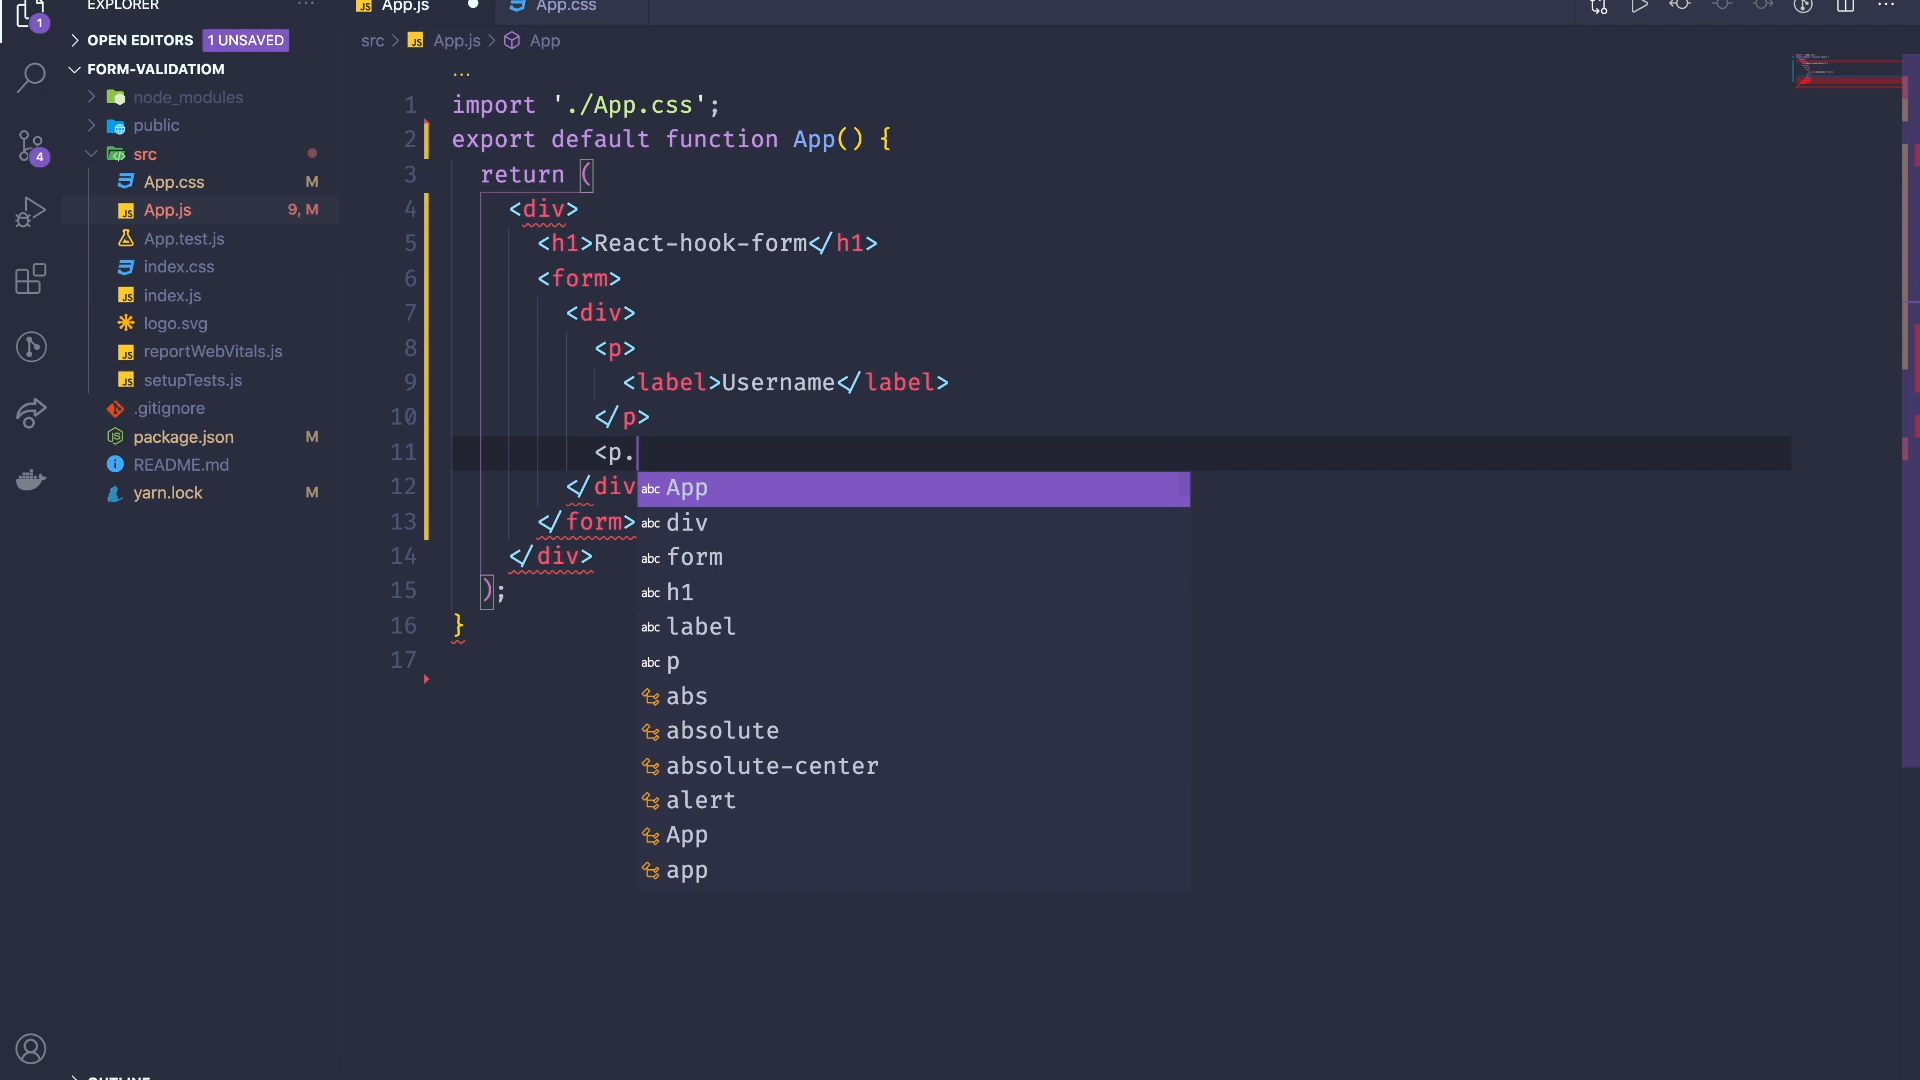 EXPLORER
...
App.js
App.css
1
OPEN EDITORS 1 UNSAVED
FORM-VALIDATIOM
node_modules
public
src
App.css M
App.js 9, M
App.test.js
index.css
index.js
logo.svg
reportWebVitals.js
setupTests.js
.gitignore
package.json M
README.md
yarn.lock M
4
OUTLINE
src > App.js > App
...
1 import './App.css';
2 export default function App() {
3 return (
4 <div>
5 <h1>React-hook-form</h1>
6 <form>
7 <div>
8 <p>
9 <label>Username</label>
10 </p>
11 <p.
12 </div
13 </form>
14 </div>
15 );
16 }
17
abc App
abc div
abc form
abc h1
abc label
abc p
abs
absolute
absolute-center
alert
App
app